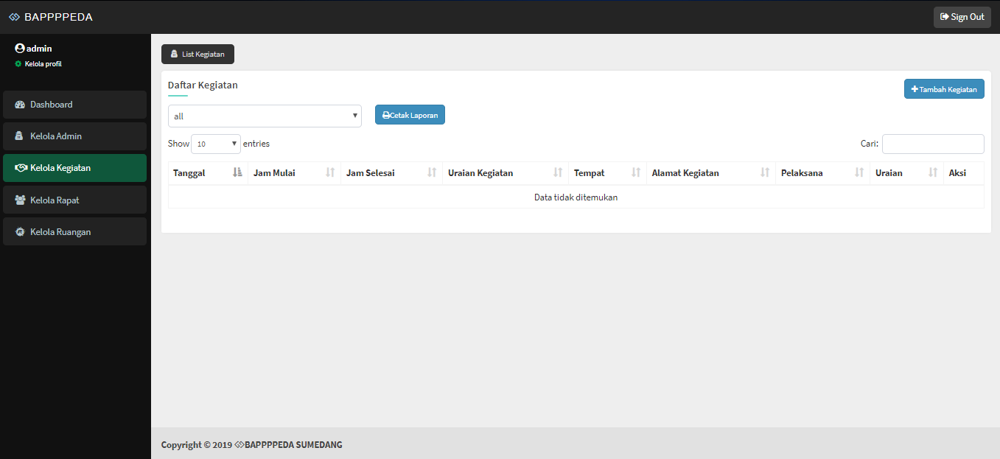 BAPPPPEDA
Sign Out
admin
Kelola profil
Dashboard
Kelola Admin
Kelola Kegiatan
Kelola Rapat
Kelola Ruangan
List Kegiatan
Daftar Kegiatan
Tambah Kegiatan
all
Cetak Laporan
Show 10 entries
Cari:
Tanggal Jam Mulai Jam Selesai Uraian Kegiatan Tempat Alamat Kegiatan Pelaksana Uraian Aksi
Data tidak ditemukan
Copyright © 2019 BAPPPPEDA SUMEDANG